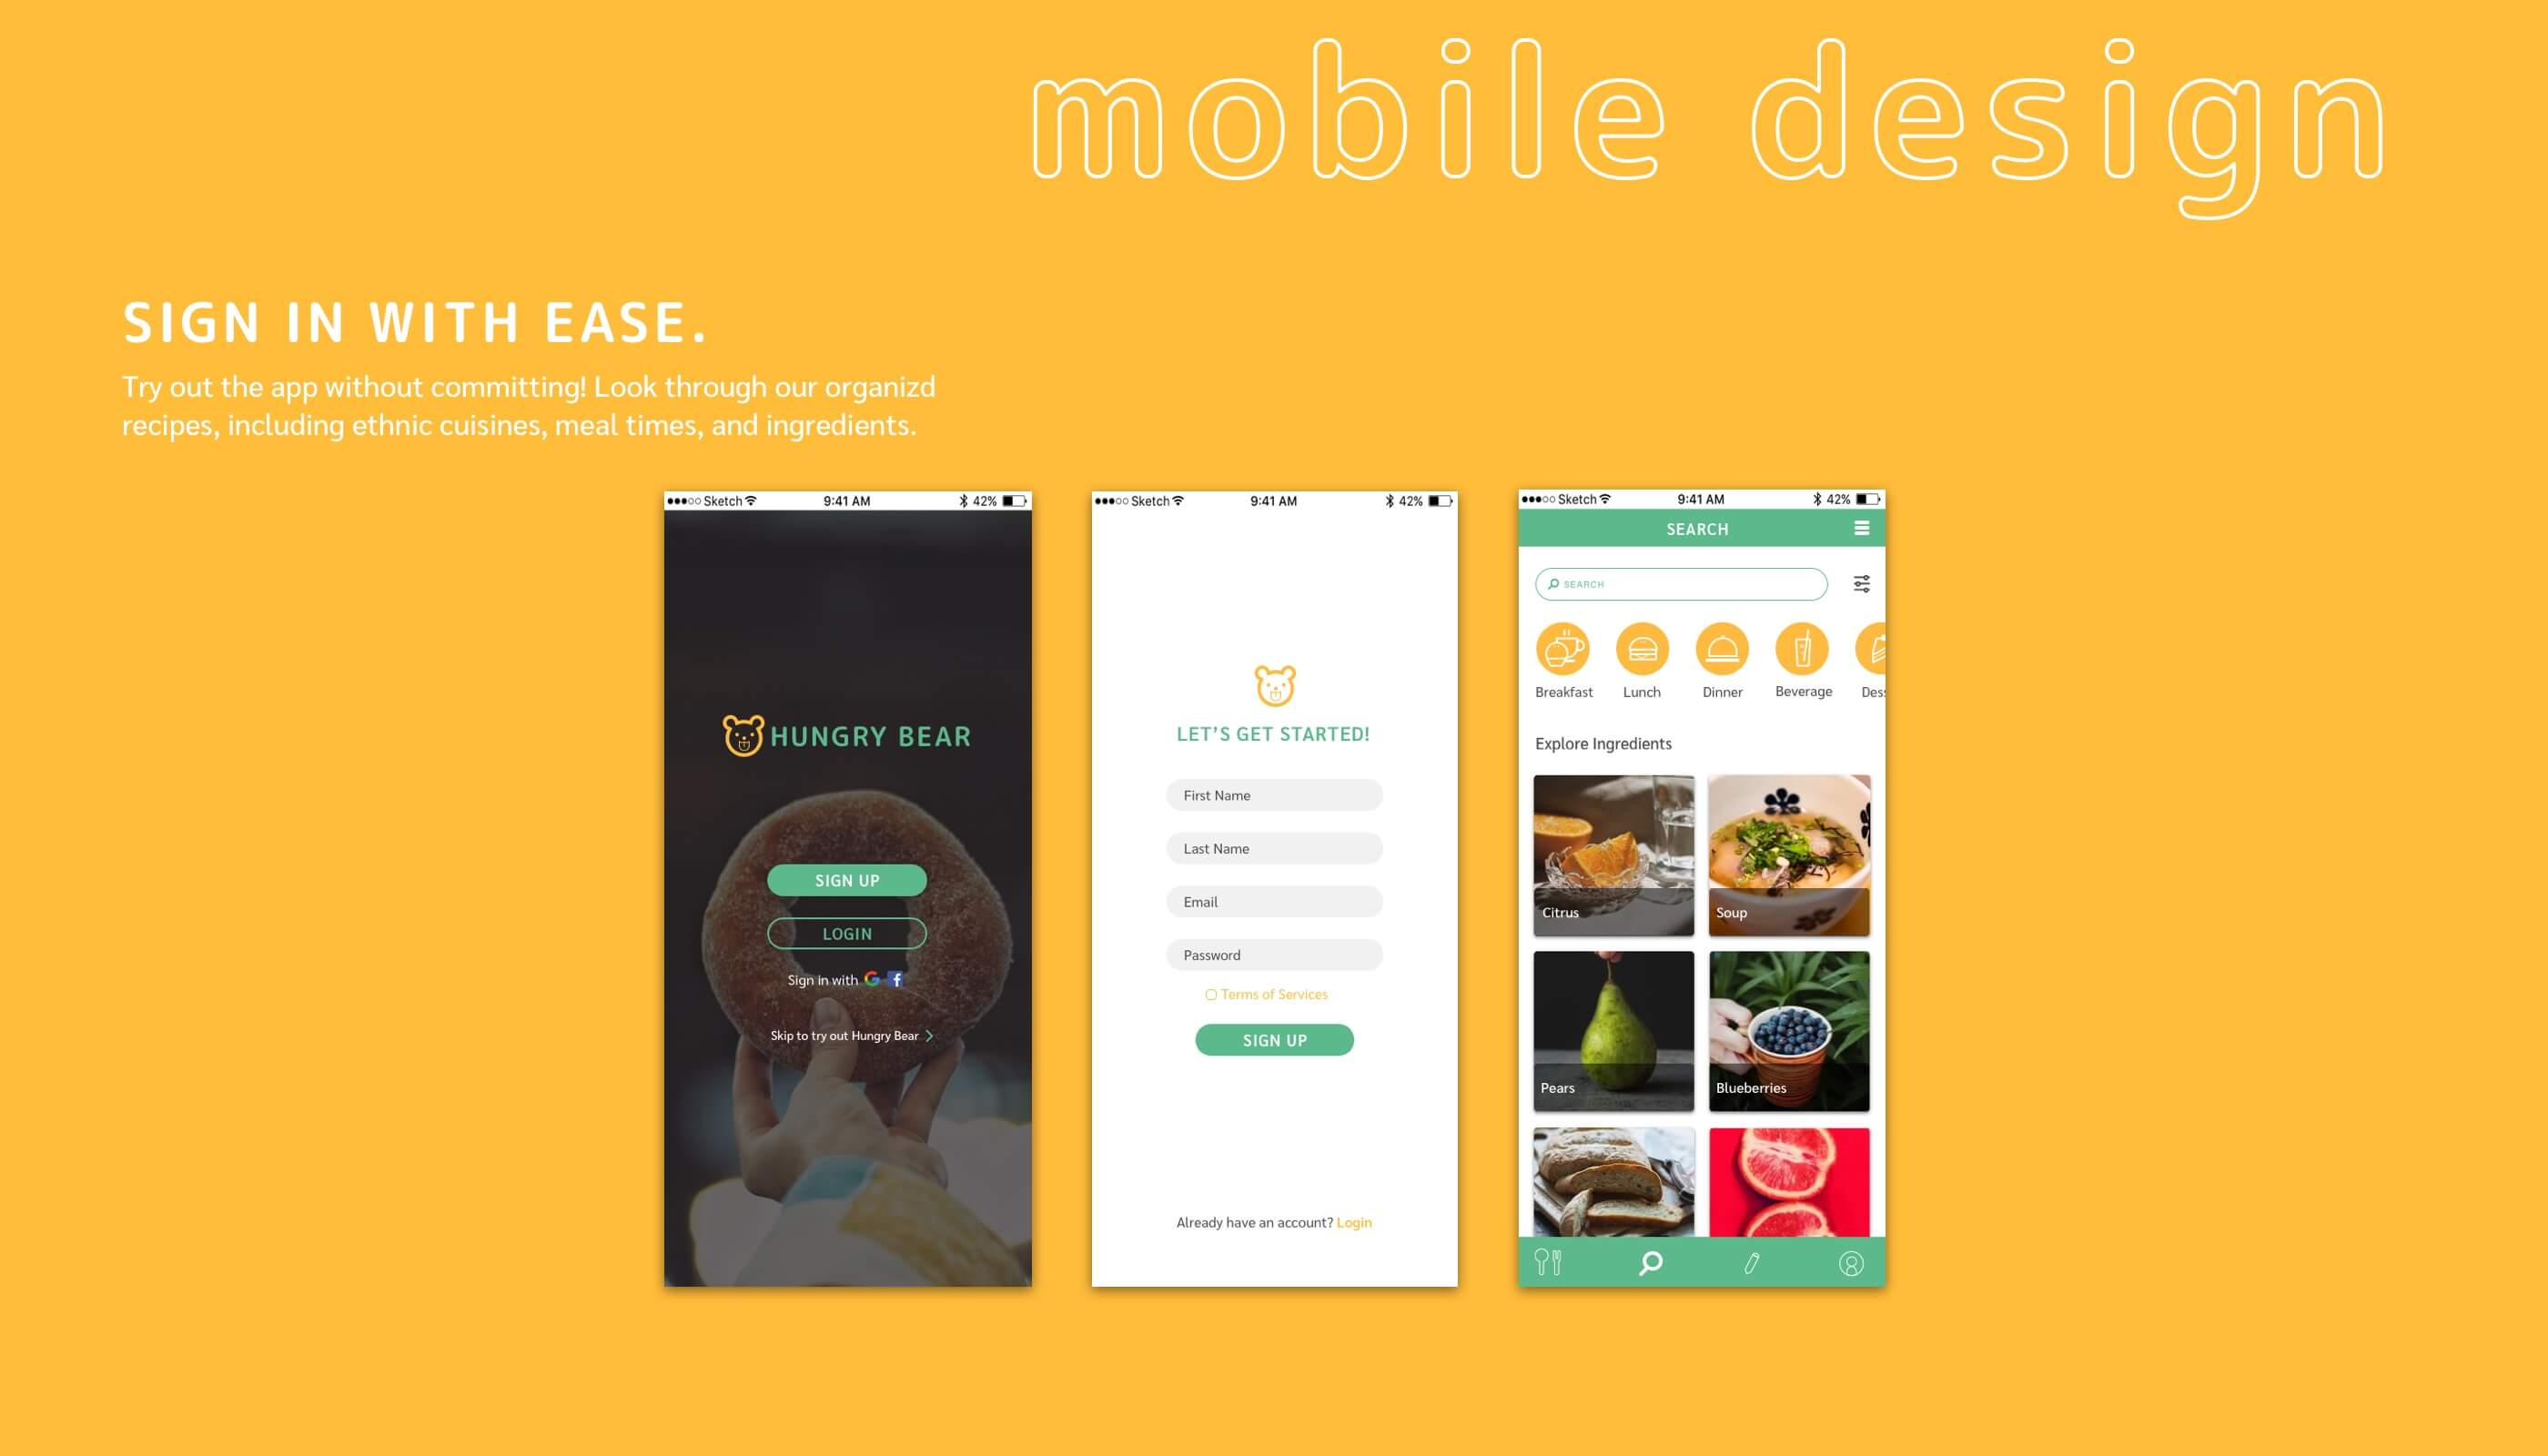 mobile design
SIGN IN WITH EASE.
Try out the app without committing! Look through our organizd
recipes, including ethnic cuisines, meal times, and ingredients.
Sketch 9:41 AM 42%
HUNGRY BEAR
SIGN UP
LOGIN
Sign in with G f
Skip to try out Hungry Bear
Sketch 9:41 AM 42%
LET'S GET STARTED!
First Name
Last Name
Email
Password
Terms of Services
SIGN UP
Already have an account? Login
Sketch 9:41 AM 42%
SEARCH
SEARCH
Breakfast Lunch Dinner Beverage Des
Explore Ingredients
Citrus Soup
Pears Blueberries